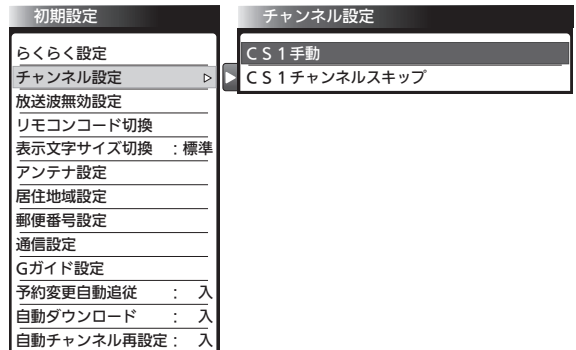 初期設定
らくらく設定
チャンネル設定
放送波無効設定
リモコンコード切換
表示文字サイズ切換 ：標準
アンテナ設定
居住地域設定
郵便番号設定
通信設定
Gガイド設定
予約変更自動追従 ： 入
自動ダウンロード ： 入
自動チャンネル再設定： 入
チャンネル設定
ＣＳ１手動
ＣＳ１チャンネルスキップ